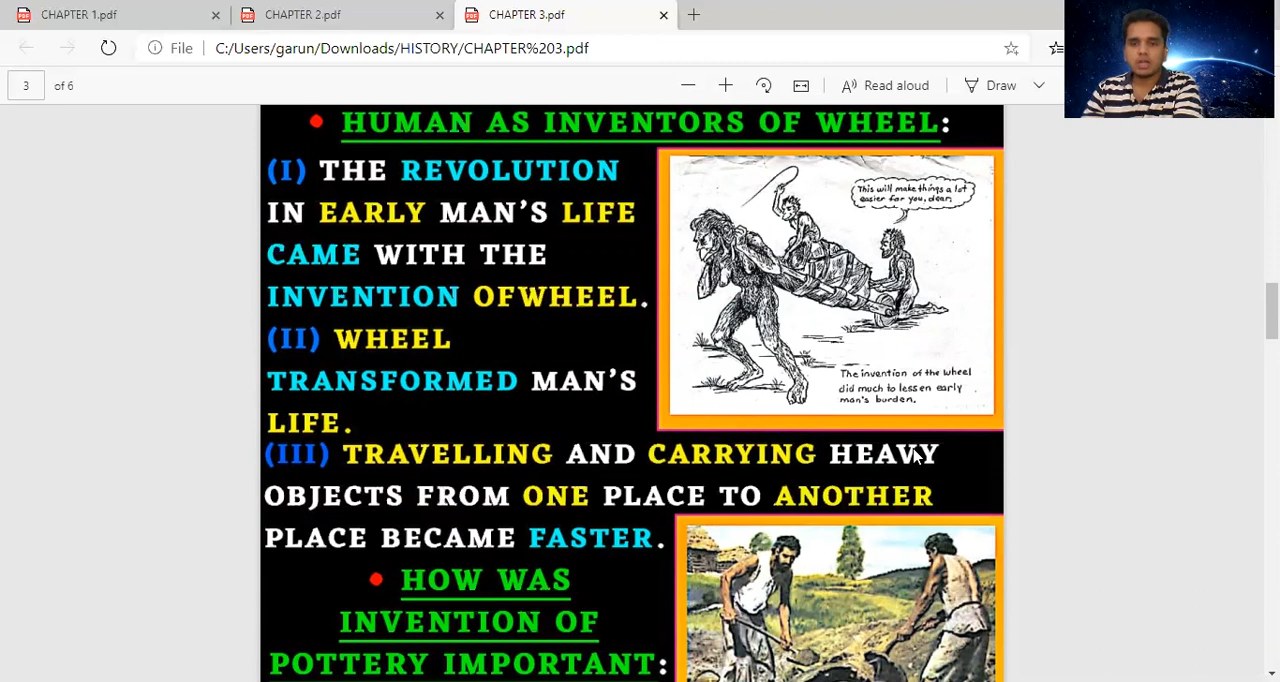 CHAPTER 1.pdf
CHAPTER 2.pdf
CHAPTER 3.pdf
File
C:/Users/garun/Downloads/HISTORY/CHAPTER%203.pdf
3 of 6
Read aloud
Draw
HUMAN AS INVENTORS OF WHEEL:
(I) THE REVOLUTION
IN EARLY MAN'S LIFE
CAME WITH THE
INVENTION OFWHEEL.
(II) WHEEL
TRANSFORMED MAN'S
LIFE.
This will make things a lot
easier for you, dear.
The invention of the wheel
did much to lessen early
man's burden.
(III) TRAVELLING AND CARRYING HEAVY
OBJECTS FROM ONE PLACE TO ANOTHER
PLACE BECAME FASTER.
HOW WAS
INVENTION OF
POTTERY IMPORTANT: